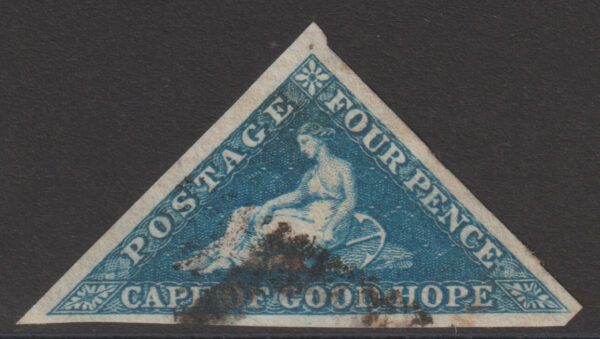 POSTAGE
FOUR PENCE
CAPE OF GOOD HOPE